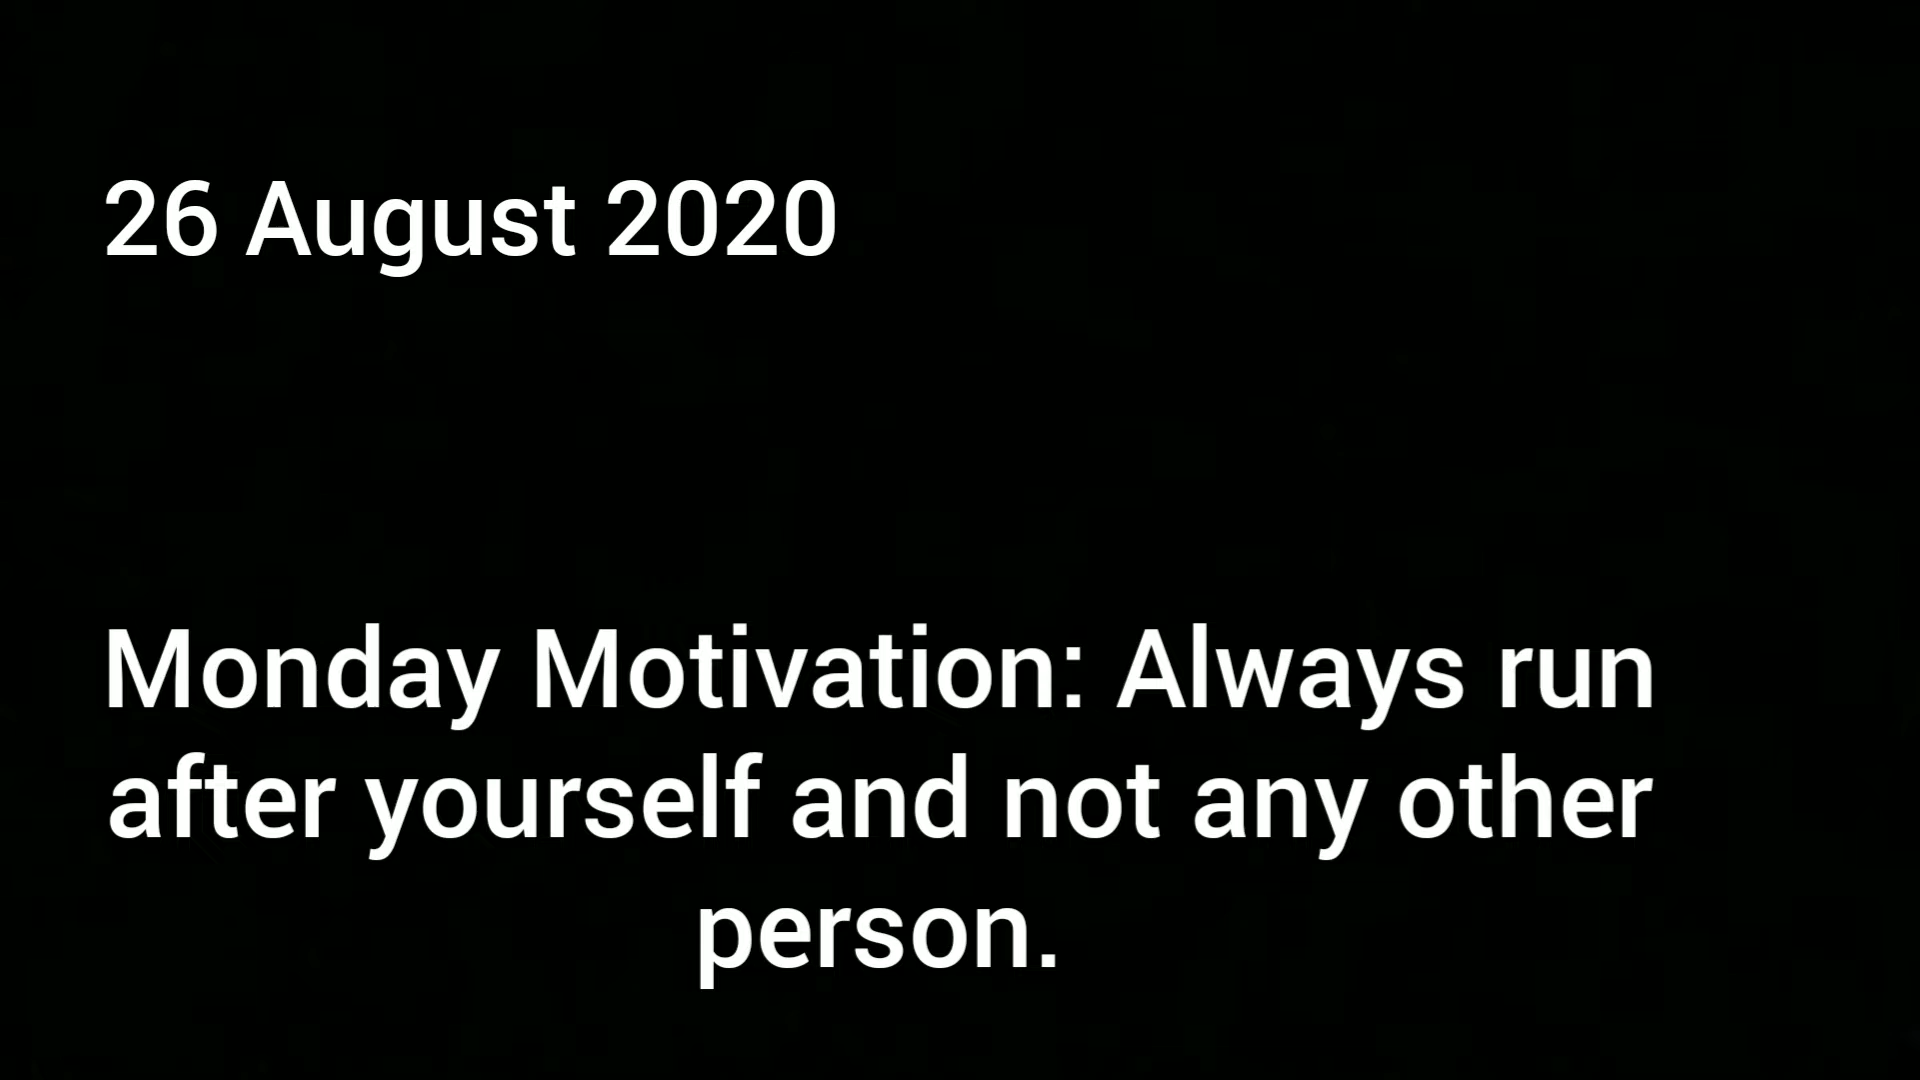 26 August 2020
Monday Motivation: Always run
after yourself and not any other
person.